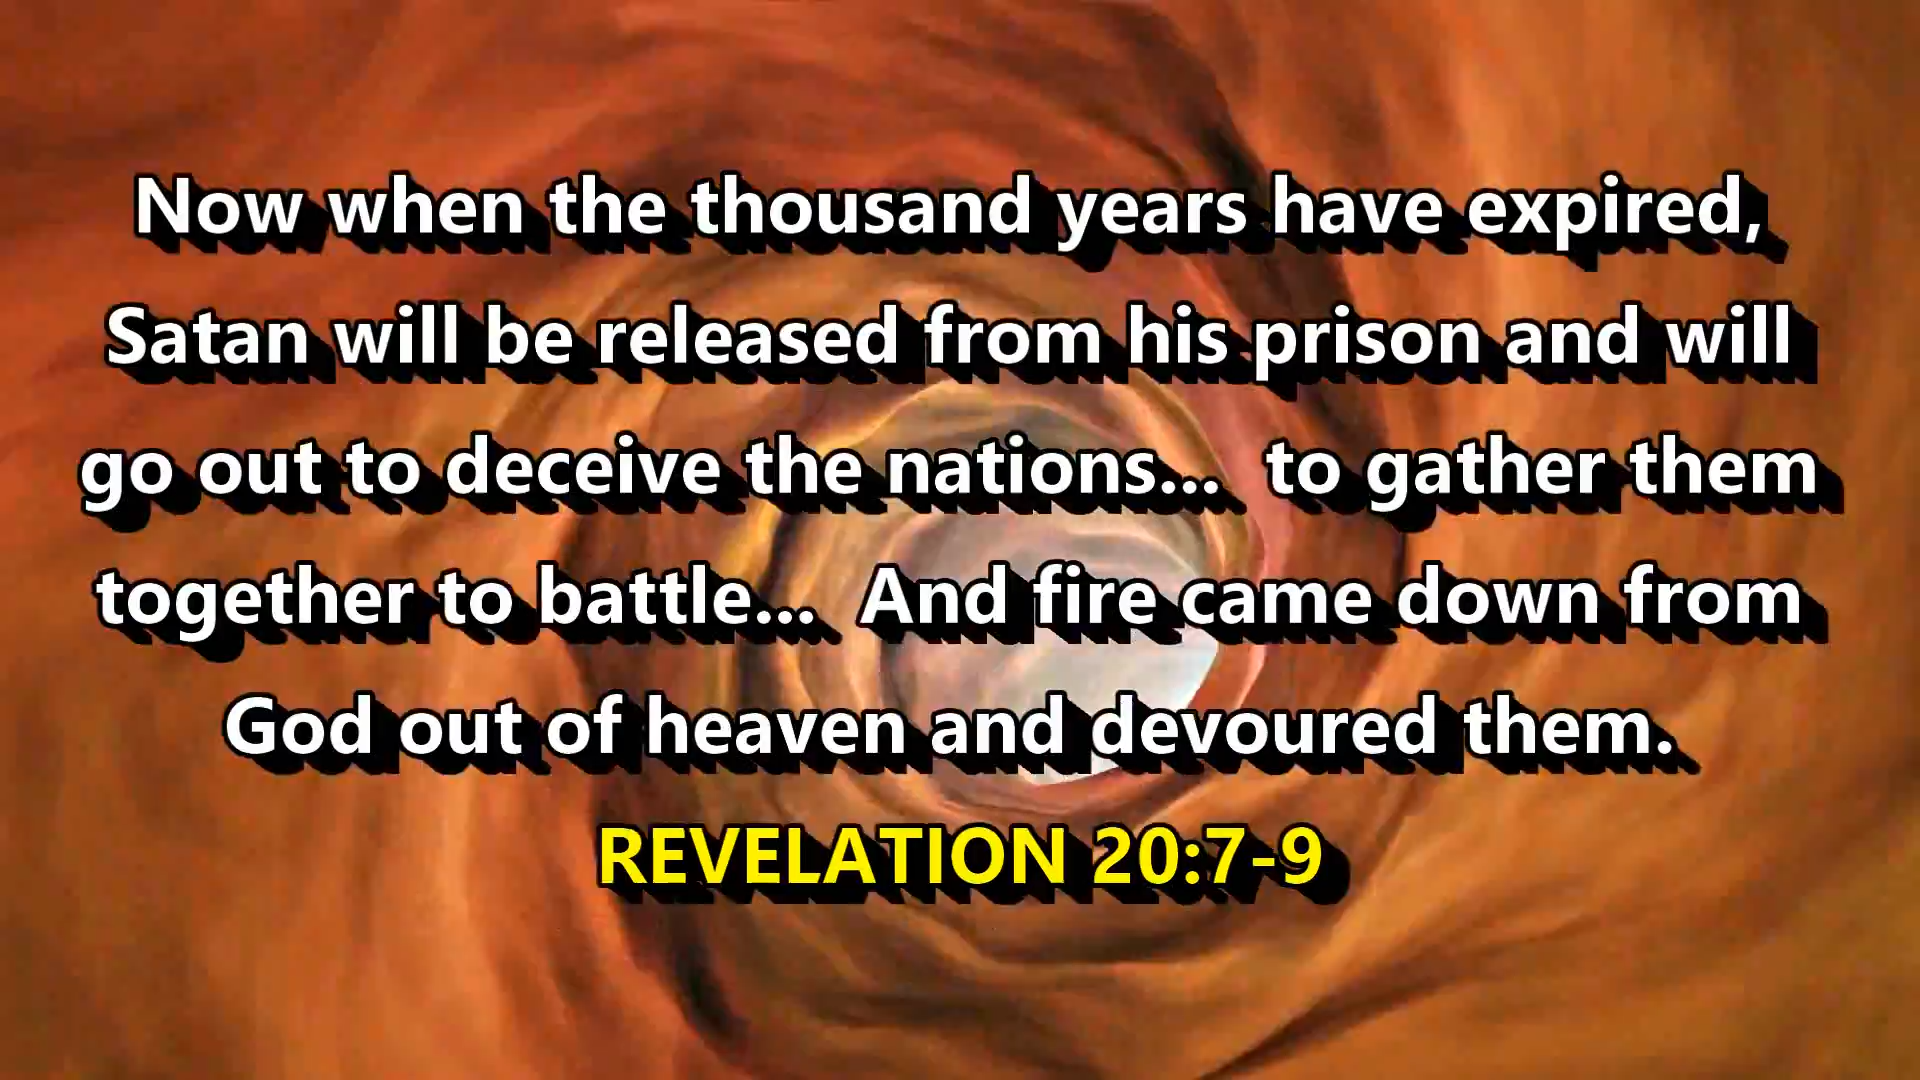 Now when the thousand years have expired,
Satan will be released from his prison and will
go out to deceive the nations... to gather them
together to battle... And fire came down from
God out of heaven and devoured them.
REVELATION 20:7-9